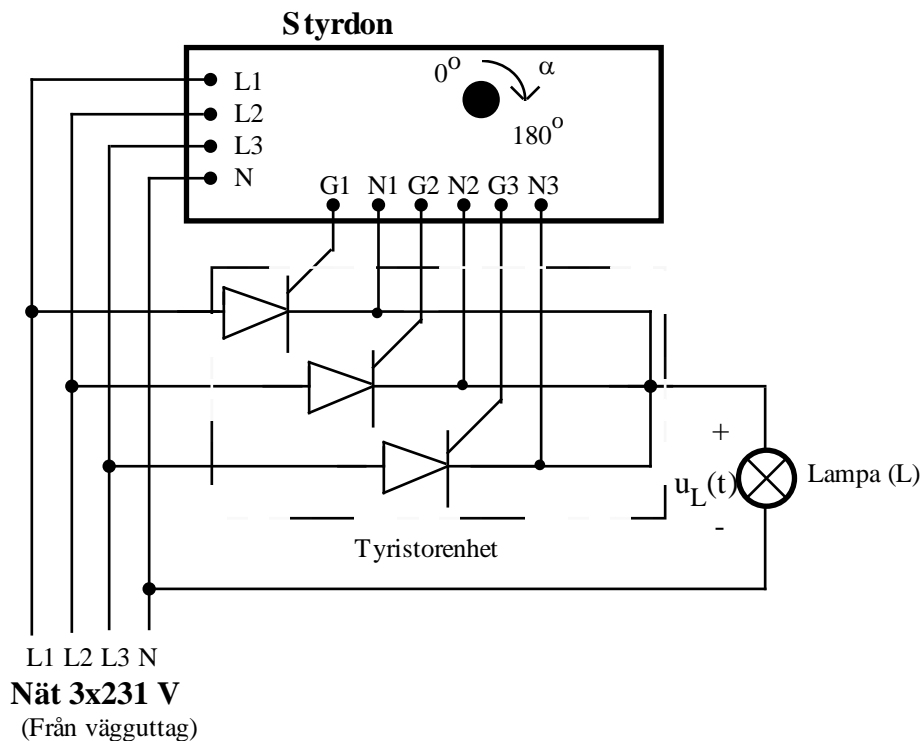 Styrdon
L1
L2
L3
N
0° α
180°
G1 N1 G2 N2 G3 N3
+
uL(t)
-
Lampa (L)
Tyristorenhet
L1 L2 L3 N
Nät 3x231 V
(Från vägguttag)